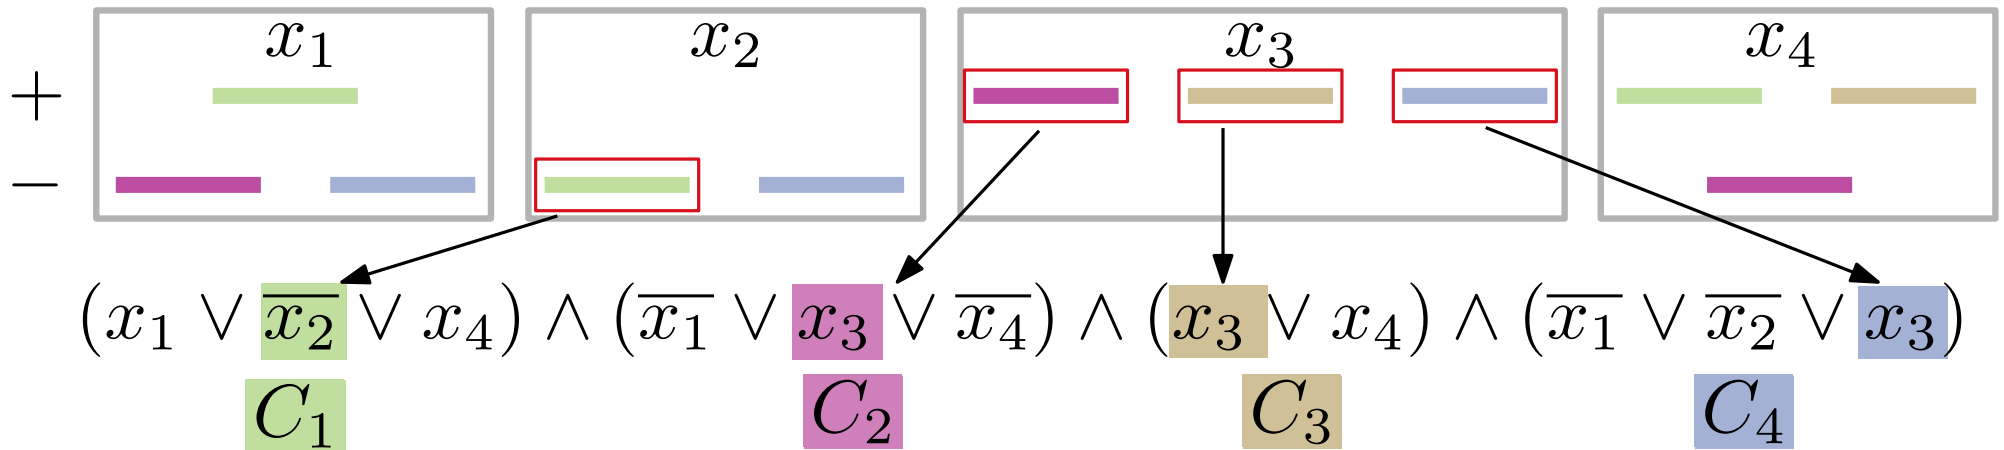 x₁ x₂ x₃ x₄
+
−
(x₁ ∨ x̅₂ ∨ x₄) ∧ (x̅₁ ∨ x₃ ∨ x̅₄) ∧ (x₃ ∨ x₄) ∧ (x̅₁ ∨ x̅₂ ∨ x₃)
C₁ C₂ C₃ C₄